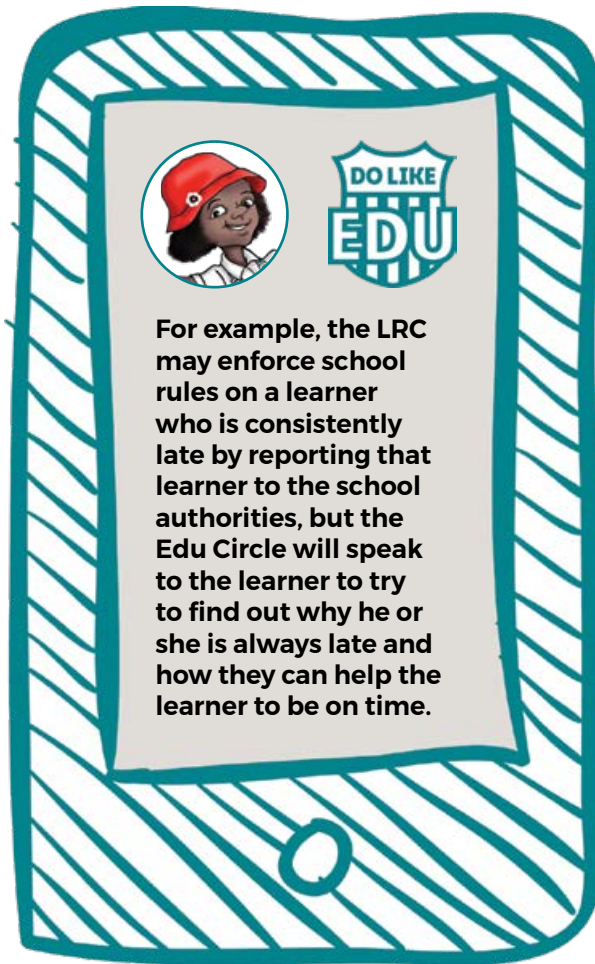 DO LIKE
EDU
For example, the LRC
may enforce school
rules on a learner
who is consistently
late by reporting that
learner to the school
authorities, but the
Edu Circle will speak
to the learner to try
to find out why he or
she is always late and
how they can help the
learner to be on time.